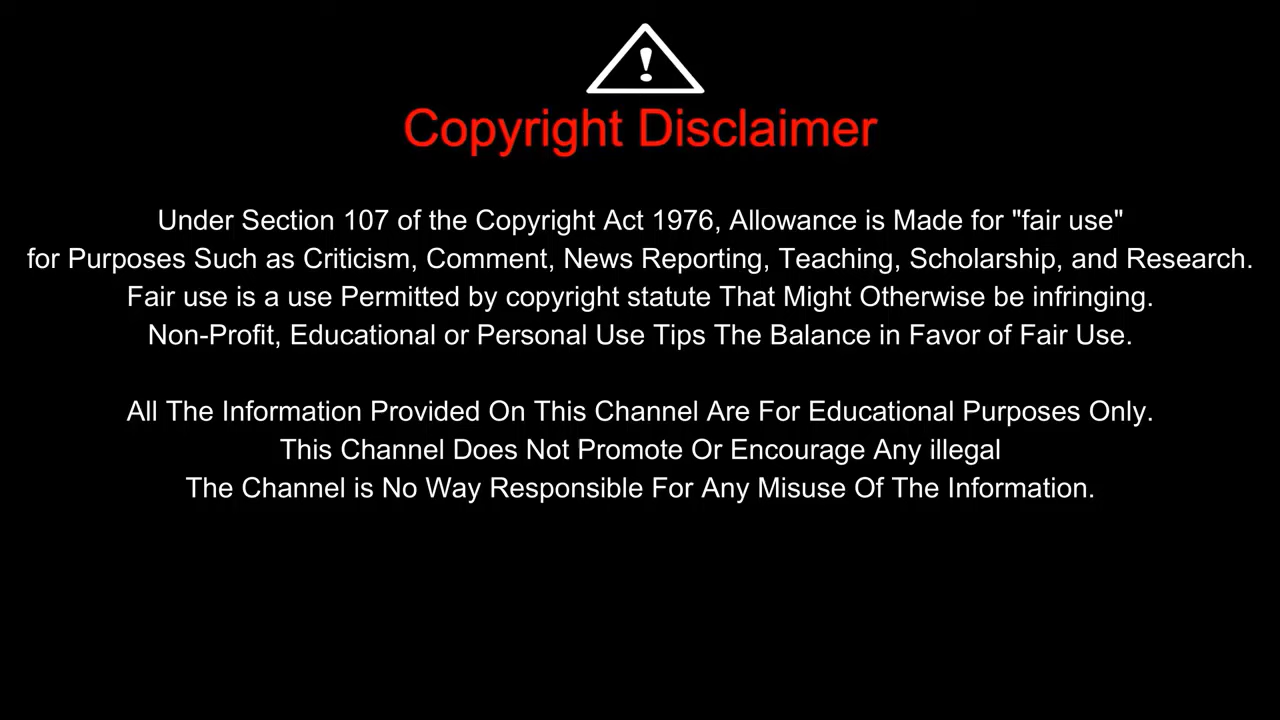 Copyright Disclaimer
Under Section 107 of the Copyright Act 1976, Allowance is Made for "fair use"
for Purposes Such as Criticism, Comment, News Reporting, Teaching, Scholarship, and Research.
Fair use is a use Permitted by copyright statute That Might Otherwise be infringing.
Non-Profit, Educational or Personal Use Tips The Balance in Favor of Fair Use.
All The Information Provided On This Channel Are For Educational Purposes Only.
This Channel Does Not Promote Or Encourage Any illegal
The Channel is No Way Responsible For Any Misuse Of The Information.